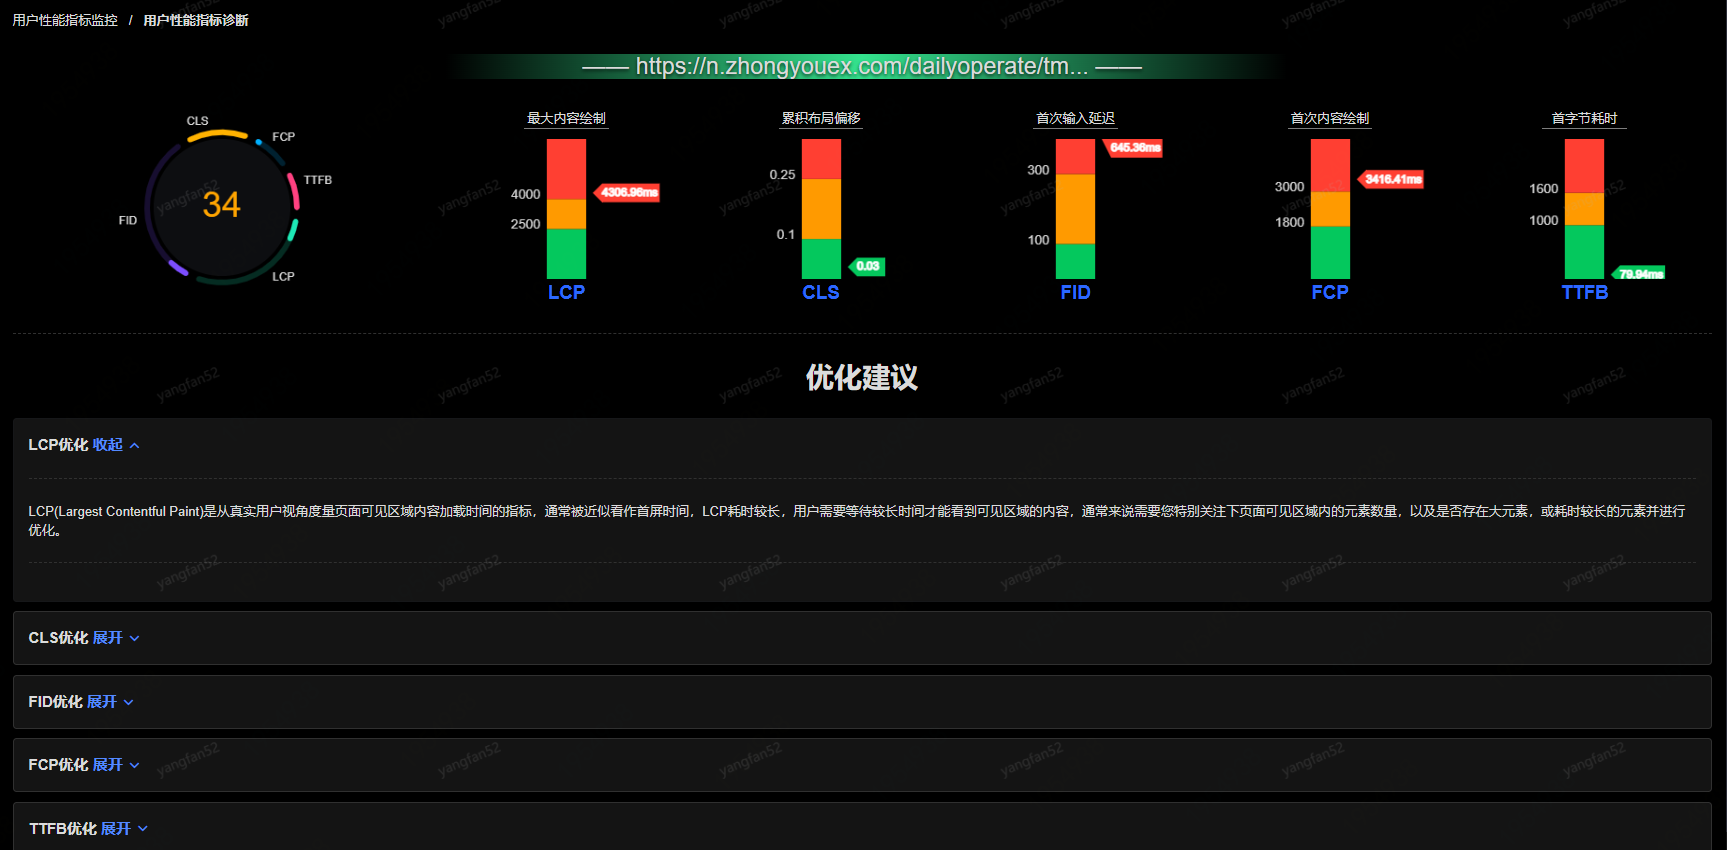 用户性能指标监控 / 用户性能指标诊断
—— https://n.zhongyouex.com/dailyoperate/tm... ——
CLS
FCP
TTFB
FID
LCP
34
最大内容绘制
4000
2500
4306.96ms
LCP
累积布局偏移
0.25
0.1
0.03
CLS
首次输入延迟
300
100
645.36ms
FID
首次内容绘制
3000
1800
3416.41ms
FCP
首字节耗时
1600
1000
79.94ms
TTFB
优化建议
LCP优化 收起
LCP(Largest Contentful Paint)是从真实用户视角度量页面可见区域内容加载时间的指标，通常被近似看作首屏时间，LCP耗时较长，用户需要等待较长时间才能看到可见区域的内容，通常来说需要您特别关注下页面可见区域内的元素数量，以及是否存在大元素，或耗时较长的元素并进行
优化。
CLS优化 展开
FID优化 展开
FCP优化 展开
TTFB优化 展开
yangfan52